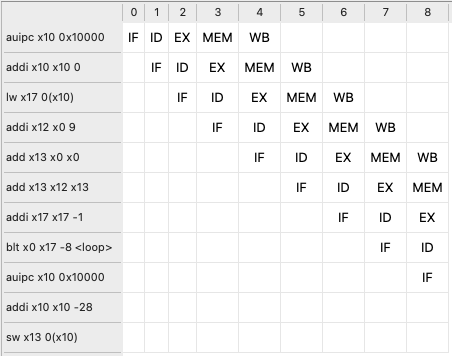 0 1 2 3 4 5 6 7 8
auipc x10 0x10000 IF ID EX MEM WB
addi x10 x10 0 IF ID EX MEM WB
lw x17 0(x10) IF ID EX MEM WB
addi x12 x0 9 IF ID EX MEM WB
add x13 x0 x0 IF ID EX MEM WB
add x13 x12 x13 IF ID EX MEM
addi x17 x17 -1 IF ID EX
blt x0 x17 -8 <loop> IF ID
auipc x10 0x10000 IF
addi x10 x10 -28
sw x13 0(x10)